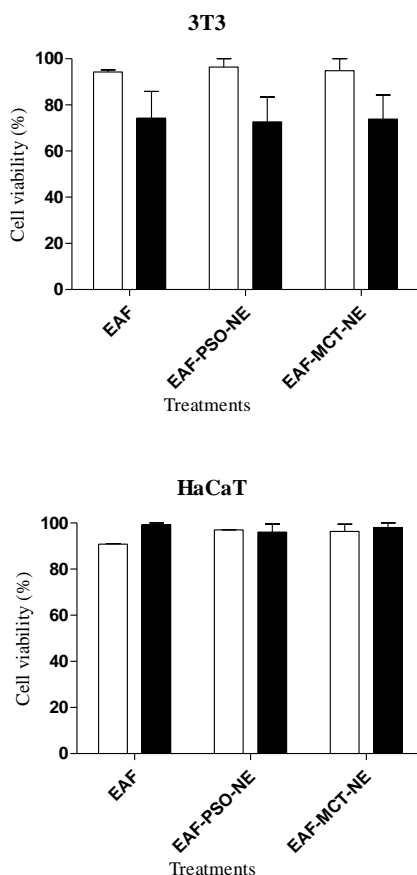 3T3
Cell viability (%)
100
80
60
40
20
0
EAF
EAF-PSO-NE
EAF-MCT-NE
Treatments
HaCaT
Cell viability (%)
100
80
60
40
20
0
EAF
EAF-PSO-NE
EAF-MCT-NE
Treatments